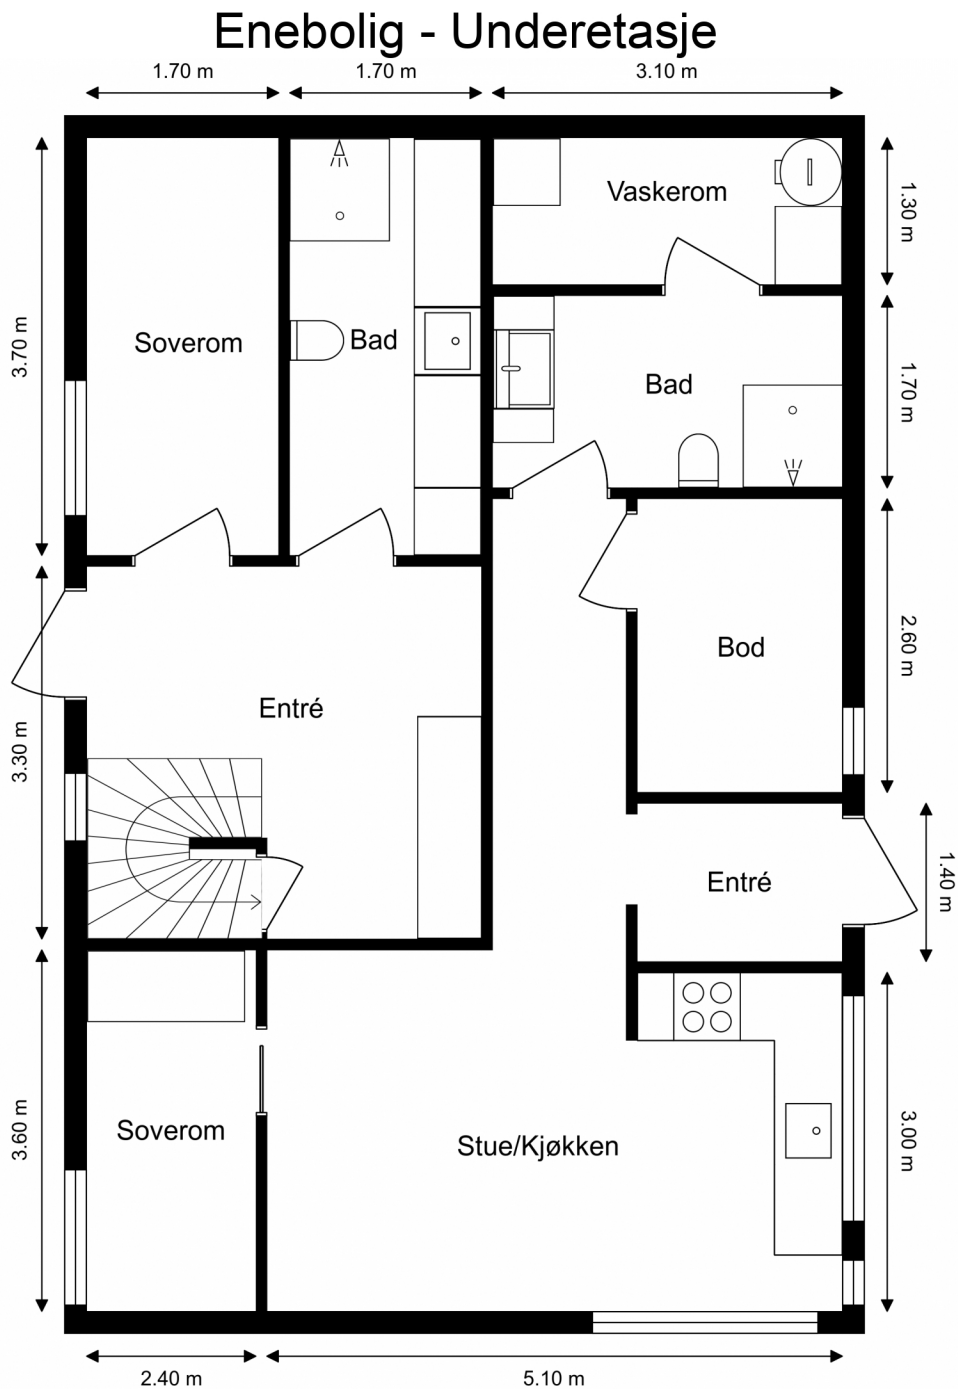 Enebolig - Underetasje
1.70 m
1.70 m
3.10 m
Vaskerom
1.30 m
3.70 m
Soverom
Bad
Bad
1.70 m
Bod
2.60 m
Entré
3.30 m
Entré
1.40 m
Soverom
3.60 m
Stue/Kjøkken
3.00 m
2.40 m
5.10 m